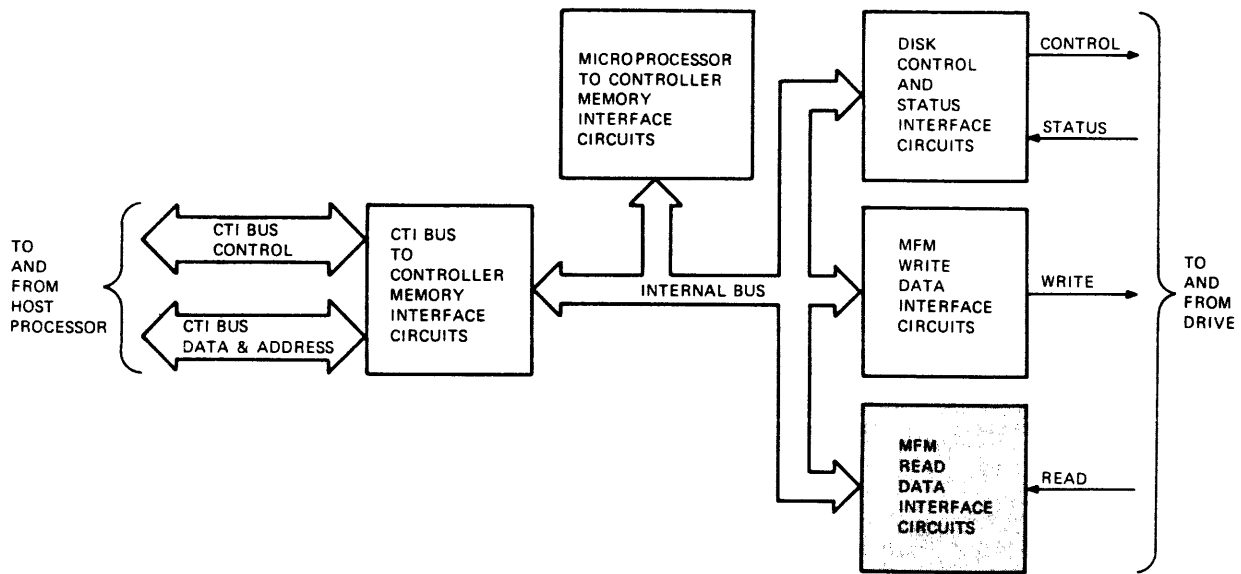 TO
AND
FROM
HOST
PROCESSOR
CTI BUS
CONTROL
CTI BUS
DATA & ADDRESS
CTI BUS
TO
CONTROLLER
MEMORY
INTERFACE
CIRCUITS
MICROPROCESSOR
TO CONTROLLER
MEMORY
INTERFACE
CIRCUITS
INTERNAL BUS
DISK
CONTROL
AND
STATUS
INTERFACE
CIRCUITS
CONTROL
STATUS
MFM
WRITE
DATA
INTERFACE
CIRCUITS
WRITE
MFM
READ
DATA
INTERFACE
CIRCUITS
READ
TO
AND
FROM
DRIVE